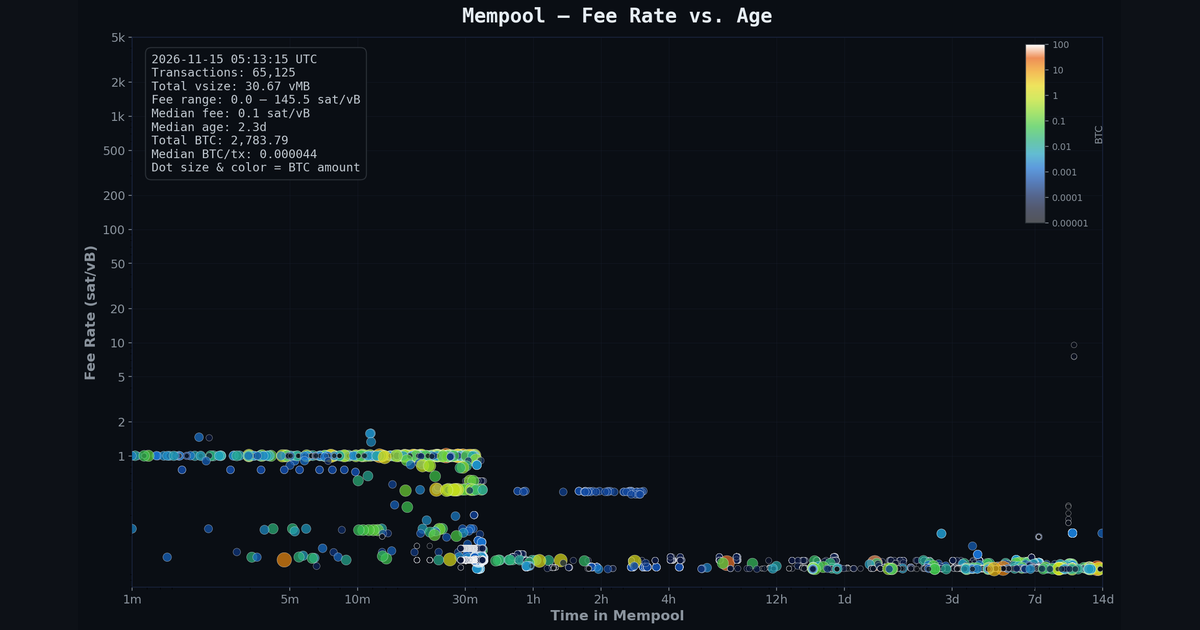 Mempool — Fee Rate vs. Age
2026-11-15 05:13:15 UTC
Transactions: 65,125
Total vsize: 30.67 vMB
Fee range: 0.0 – 145.5 sat/vB
Median fee: 0.1 sat/vB
Median age: 2.3d
Total BTC: 2,783.79
Median BTC/tx: 0.000044
Dot size & color = BTC amount
100
10
1
0.1
0.01
0.001
0.0001
0.00001
BTC
Fee Rate (sat/vB)
5k
2k
1k
500
200
100
50
20
10
5
2
1
1m
5m
10m
30m
1h
2h
4h
12h
1d
3d
7d
14d
Time in Mempool